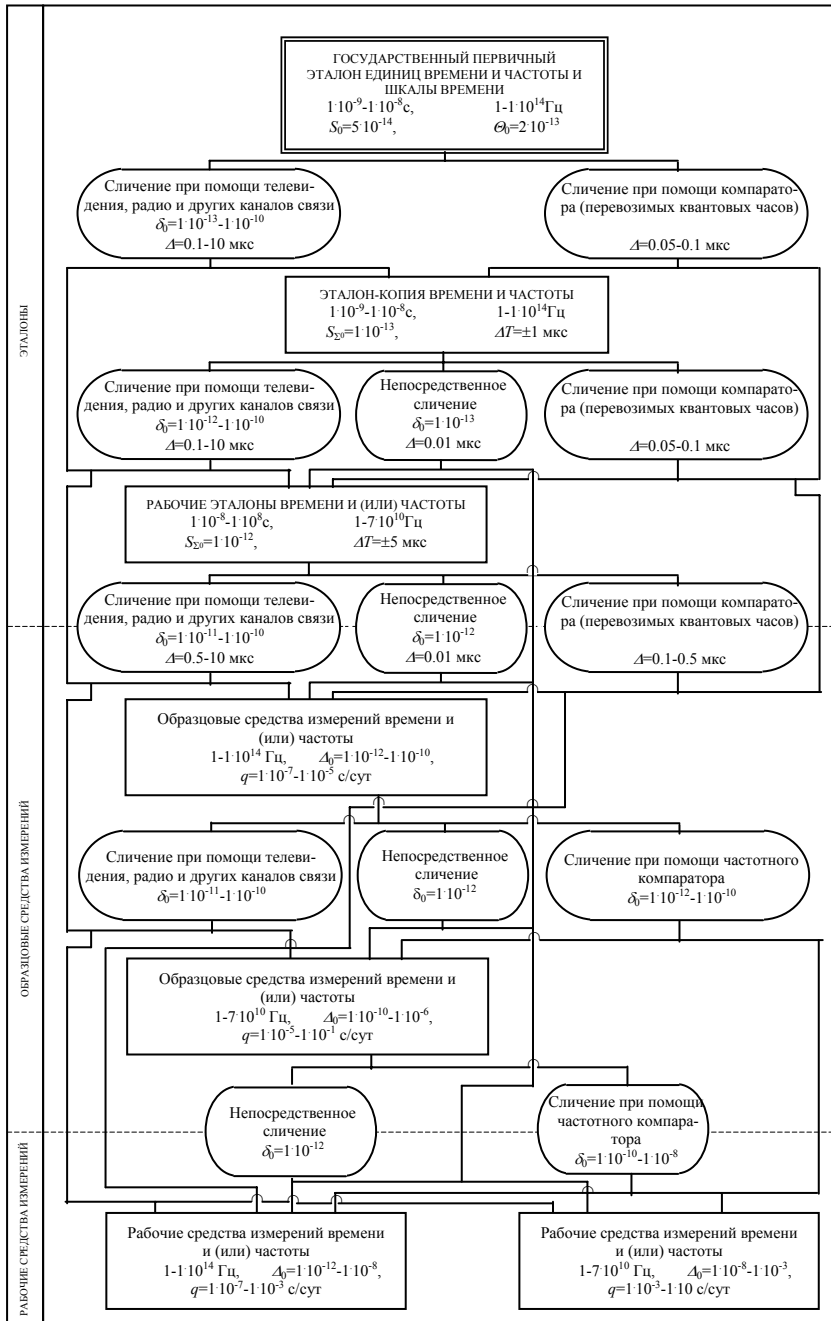 ГОСУДАРСТВЕННЫЙ ПЕРВИЧНЫЙ
ЭТАЛОН ЕДИНИЦ ВРЕМЕНИ И ЧАСТОТЫ И
ШКАЛЫ ВРЕМЕНИ
1·10⁻⁹-1·10⁻⁸с, 1-1·10¹⁴Гц
S₀=5·10⁻¹⁴, Θ₀=2·10⁻¹³
Сличение при помощи телеви-
дения, радио и других каналов связи
δ₀=1·10⁻¹³-1·10⁻¹⁰
Δ=0.1-10 мкс
Сличение при помощи компарато-
ра (перевозимых квантовых часов)
Δ=0.05-0.1 мкс
ЭТАЛОН-КОПИЯ ВРЕМЕНИ И ЧАСТОТЫ
1·10⁻⁹-1·10⁻⁸с, 1-1·10¹⁴Гц
S_Σ0=1·10⁻¹³, ΔT=±1 мкс
ЭТАЛОНЫ
Сличение при помощи телеви-
дения, радио и других каналов связи
δ₀=1·10⁻¹²-1·10⁻¹⁰
Δ=0.1-10 мкс
Непосредственное
сличение
δ₀=1·10⁻¹³
Δ=0.01 мкс
Сличение при помощи компарато-
ра (перевозимых квантовых часов)
Δ=0.05-0.1 мкс
РАБОЧИЕ ЭТАЛОНЫ ВРЕМЕНИ И (ИЛИ) ЧАСТОТЫ
1·10⁻⁸-1·10⁸с, 1-7·10¹⁰Гц
S_Σ0=1·10⁻¹², ΔT=±5 мкс
Сличение при помощи телеви-
дения, радио и других каналов связи
δ₀=1·10⁻¹¹-1·10⁻¹⁰
Δ=0.5-10 мкс
Непосредственное
сличение
δ₀=1·10⁻¹²
Δ=0.01 мкс
Сличение при помощи компарато-
ра (перевозимых квантовых часов)
Δ=0.1-0.5 мкс
Образцовые средства измерений времени и
(или) частоты
1-1·10¹⁴ Гц, Δ₀=1·10⁻¹²-1·10⁻¹⁰,
q=1·10⁻⁷-1·10⁻⁵ с/сут
ОБРАЗЦОВЫЕ СРЕДСТВА ИЗМЕРЕНИЙ
Сличение при помощи телеви-
дения, радио и других каналов связи
δ₀=1·10⁻¹¹-1·10⁻¹⁰
Непосредственное
сличение
δ₀=1·10⁻¹²
Сличение при помощи частотного
компаратора
δ₀=1·10⁻¹²-1·10⁻¹⁰
Образцовые средства измерений времени и
(или) частоты
1-7·10¹⁰ Гц, Δ₀=1·10⁻¹⁰-1·10⁻⁶,
q=1·10⁻⁵-1·10⁻¹ с/сут
Непосредственное
сличение
δ₀=1·10⁻¹²
Сличение при помощи
частотного компара-
тора
δ₀=1·10⁻¹⁰-1·10⁻⁸
РАБОЧИЕ СРЕДСТВА ИЗМЕРЕНИЙ
Рабочие средства измерений времени
и (или) частоты
1-1·10¹⁴ Гц, Δ₀=1·10⁻¹²-1·10⁻⁸,
q=1·10⁻⁷-1·10⁻³ с/сут
Рабочие средства измерений времени
и (или) частоты
1-7·10¹⁰ Гц, Δ₀=1·10⁻⁸-1·10⁻³,
q=1·10⁻³-1·10 с/сут